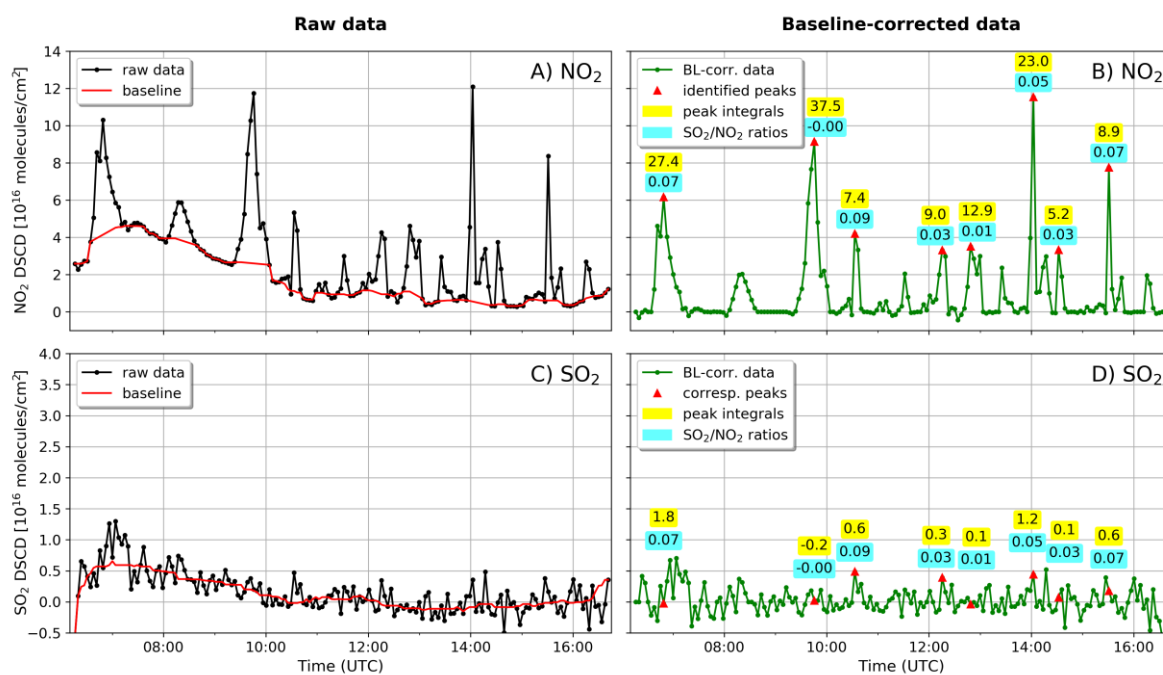 Raw data
Baseline-corrected data
NO₂ DSCD [10¹⁶ molecules/cm²]
14
12
10
8
6
4
2
0
raw data
baseline
A) NO₂
BL-corr. data
identified peaks
peak integrals
SO₂/NO₂ ratios
B) NO₂
27.4
0.07
37.5
-0.00
7.4
0.09
9.0
0.03
12.9
0.01
23.0
0.05
5.2
0.03
8.9
0.07
SO₂ DSCD [10¹⁶ molecules/cm²]
4.0
3.5
3.0
2.5
2.0
1.5
1.0
0.5
0.0
−0.5
raw data
baseline
C) SO₂
08:00
10:00
12:00
14:00
16:00
Time (UTC)
BL-corr. data
corresp. peaks
peak integrals
SO₂/NO₂ ratios
D) SO₂
1.8
0.07
-0.2
-0.00
0.6
0.09
0.3
0.03
0.1
0.01
1.2
0.05
0.1
0.03
0.6
0.07
08:00
10:00
12:00
14:00
16:00
Time (UTC)